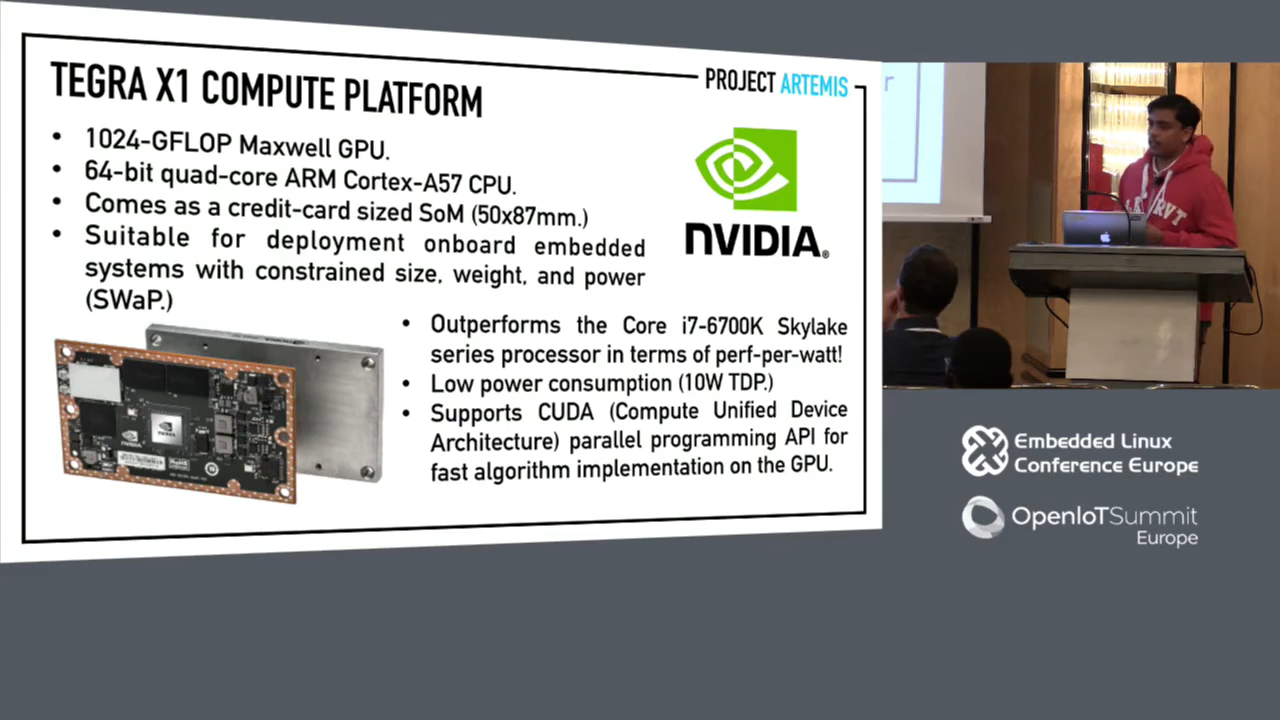 TEGRA X1 COMPUTE PLATFORM
PROJECT ARTEMIS
• 1024-GFLOP Maxwell GPU.
• 64-bit quad-core ARM Cortex-A57 CPU.
• Comes as a credit-card sized SoM (50x87mm.)
• Suitable for deployment onboard embedded
systems with constrained size, weight, and power
(SWaP.)
NVIDIA®
• Outperforms the Core i7-6700K Skylake
series processor in terms of perf-per-watt!
• Low power consumption (10W TDP.)
• Supports CUDA (Compute Unified Device
Architecture) parallel programming API for
fast algorithm implementation on the GPU.
NVIDIA
Embedded Linux
Conference Europe
OpenIoTSummit
Europe